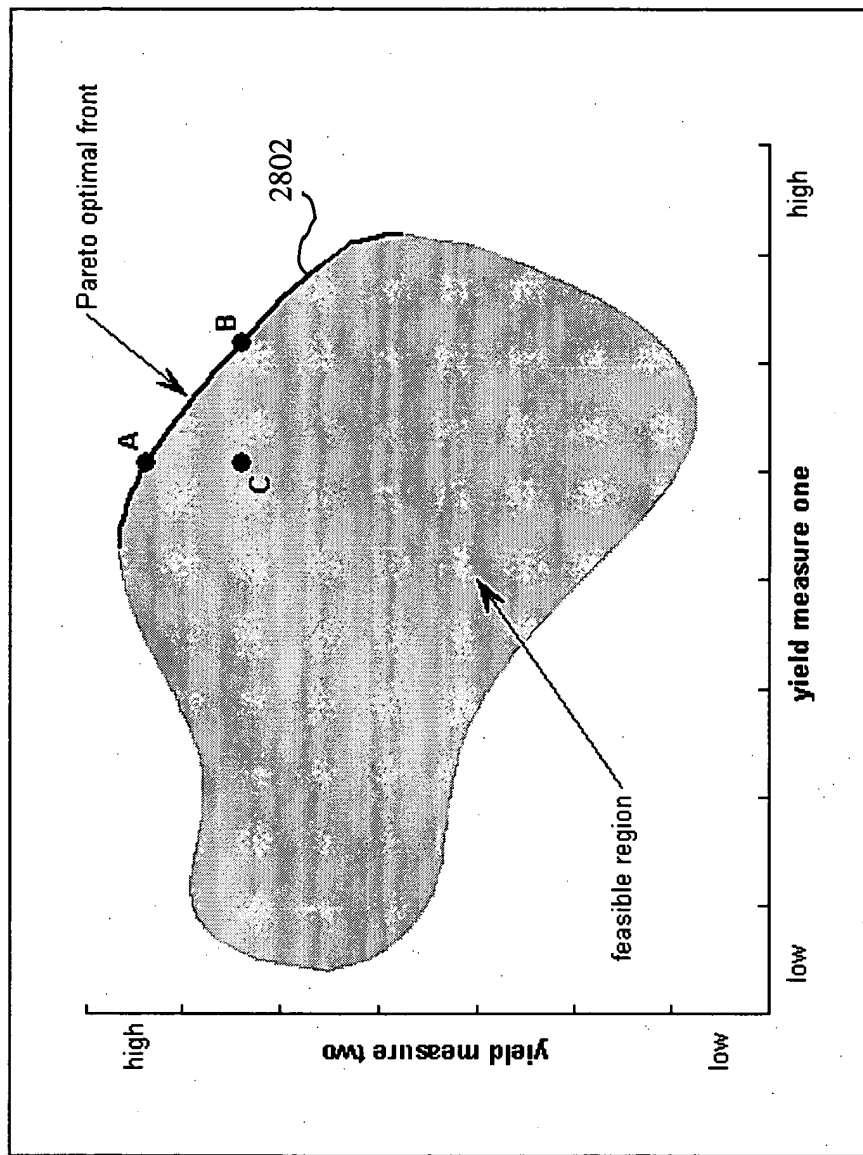 Pareto optimal front
2802
A
B
C
feasible region
high
yield measure two
low
low
high
yield measure one